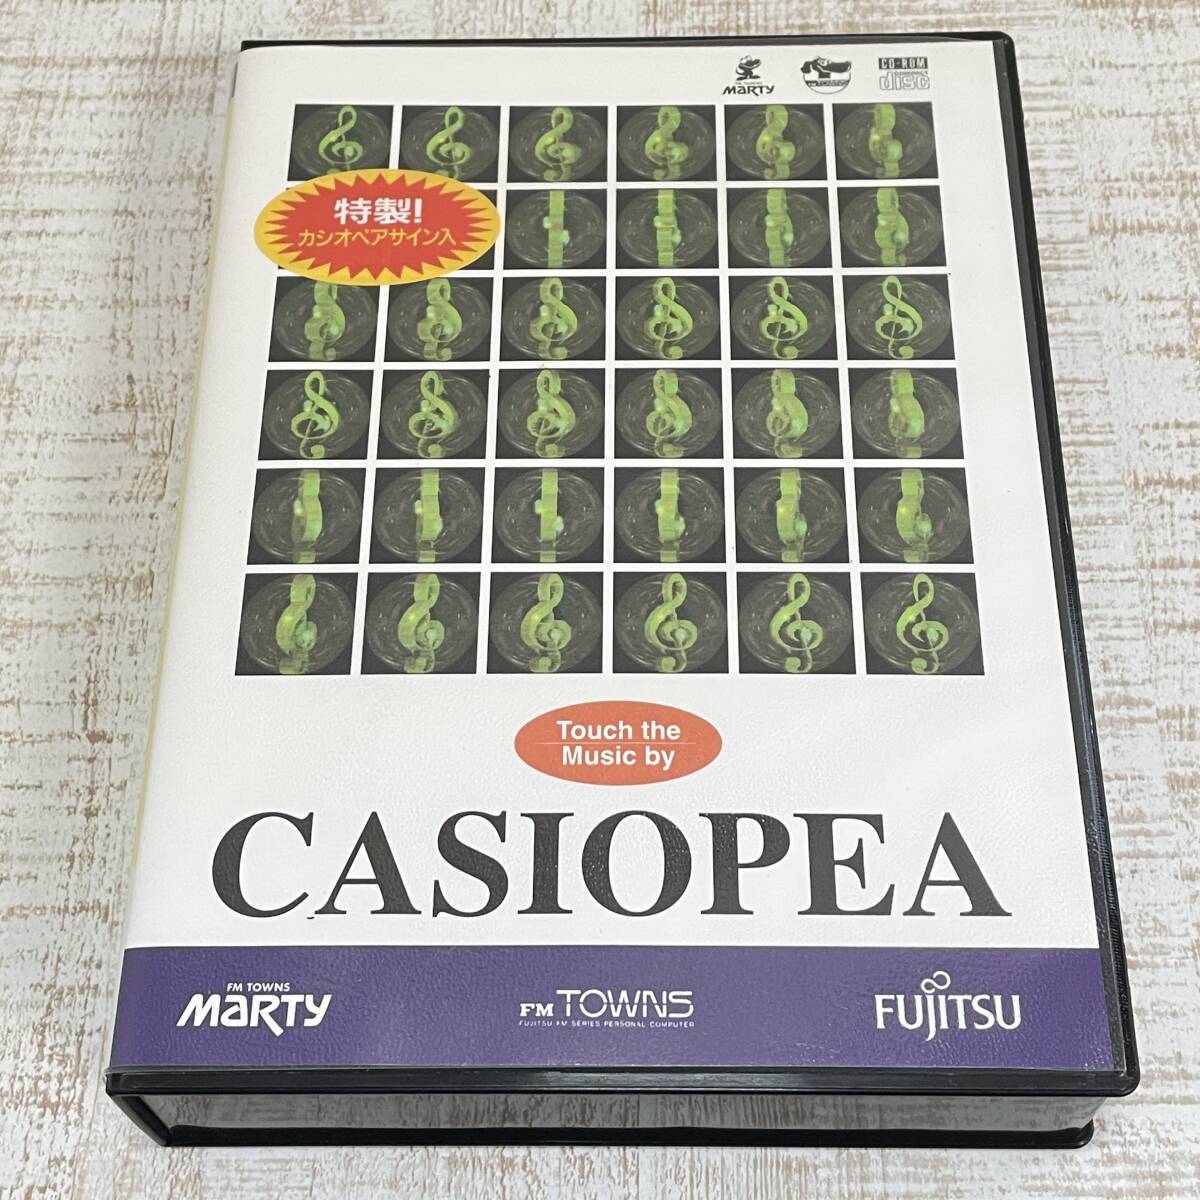 MARTY
CD-ROM
disc
特製!
カシオペアサイン入
Touch the
Music by
CASIOPEA
FM TOWNS
MARTY
FM TOWNS
FUJITSU FM SERIES PERSONAL COMPUTER
FUJITSU